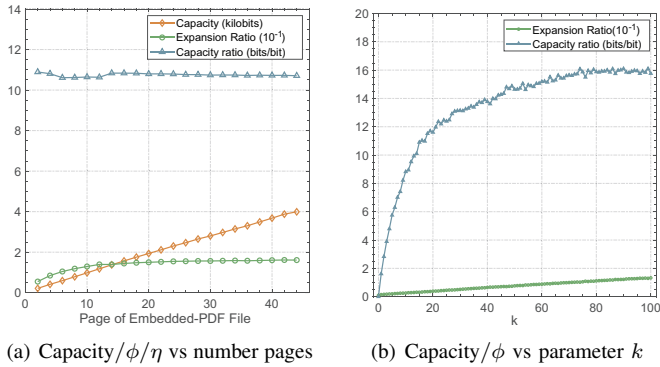 14
12
10
8
6
4
2
0
0 10 20 30 40
Capacity (kilobits)
Expansion Ratio (10-1)
Capacity ratio (bits/bit)
Page of Embedded-PDF File
(a) Capacity/ϕ/η vs number pages
20
18
16
14
12
10
8
6
4
2
0
0 20 40 60 80 100
Expansion Ratio(10-1)
Capacity ratio (bits/bit)
k
(b) Capacity/ϕ vs parameter k